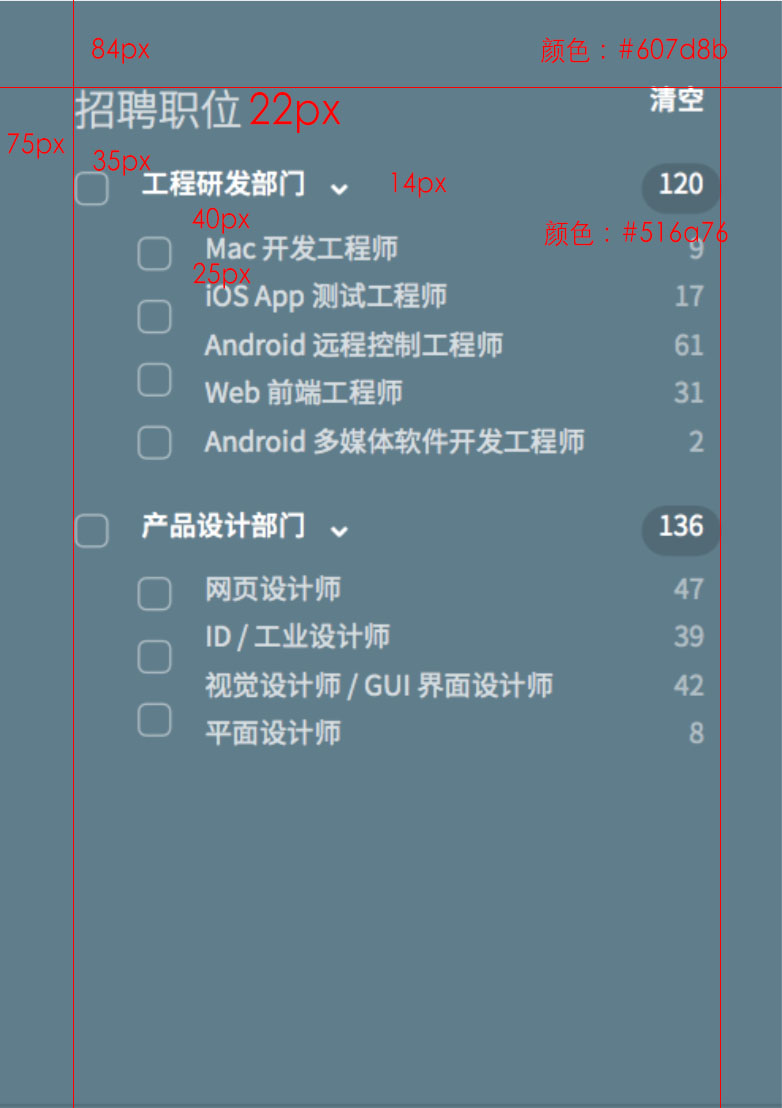 84px 颜色：#607d8b
招聘职位 22px 清空
75px
35px
工程研发部门 14px 120
40px 颜色：#516a76
Mac 开发工程师 9
25px
iOS App 测试工程师 17
Android 远程控制工程师 61
Web 前端工程师 31
Android 多媒体软件开发工程师 2
产品设计部门 136
网页设计师 47
ID / 工业设计师 39
视觉设计师 / GUI 界面设计师 42
平面设计师 8